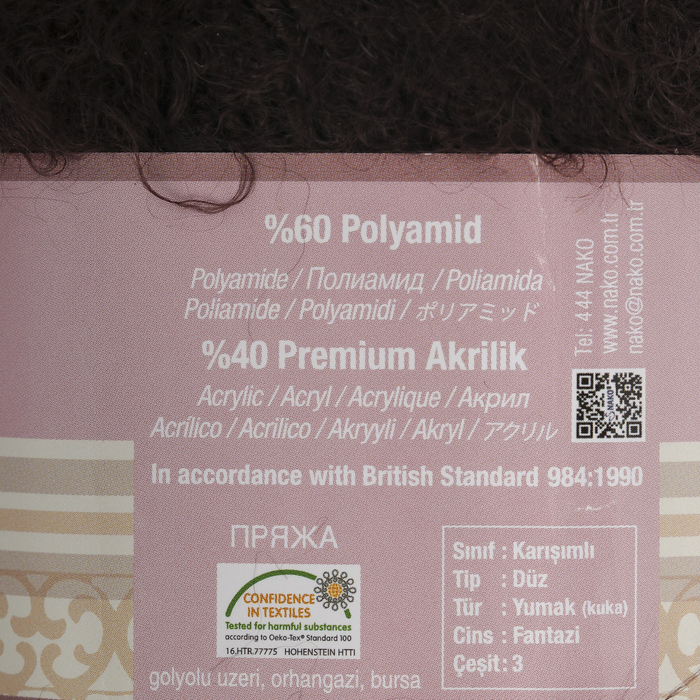 %60 Polyamid
Polyamide / Полиамид / Poliamida
Poliamide / Polyamidi / ポリアミッド
%40 Premium Akrilik
Acrylic / Acryl / Acrylique / Акрил
Acrílico / Acrilico / Akryyli / Akryl / アクリル
In accordance with British Standard 984:1990
Tel: 4 44 NAKO
www.nako.com.tr
nako@nako.com.tr
NAKO
ПРЯЖА
CONFIDENCE
IN TEXTILES
Tested for harmful substances
according to Oeko-Tex® Standard 100
16.HTR.77775 HOHENSTEIN HTTI
golyolu uzeri, orhangazi, bursa
Sınıf : Karışımlı
Tip : Düz
Tür : Yumak (kuka)
Cins : Fantazi
Çeşit : 3